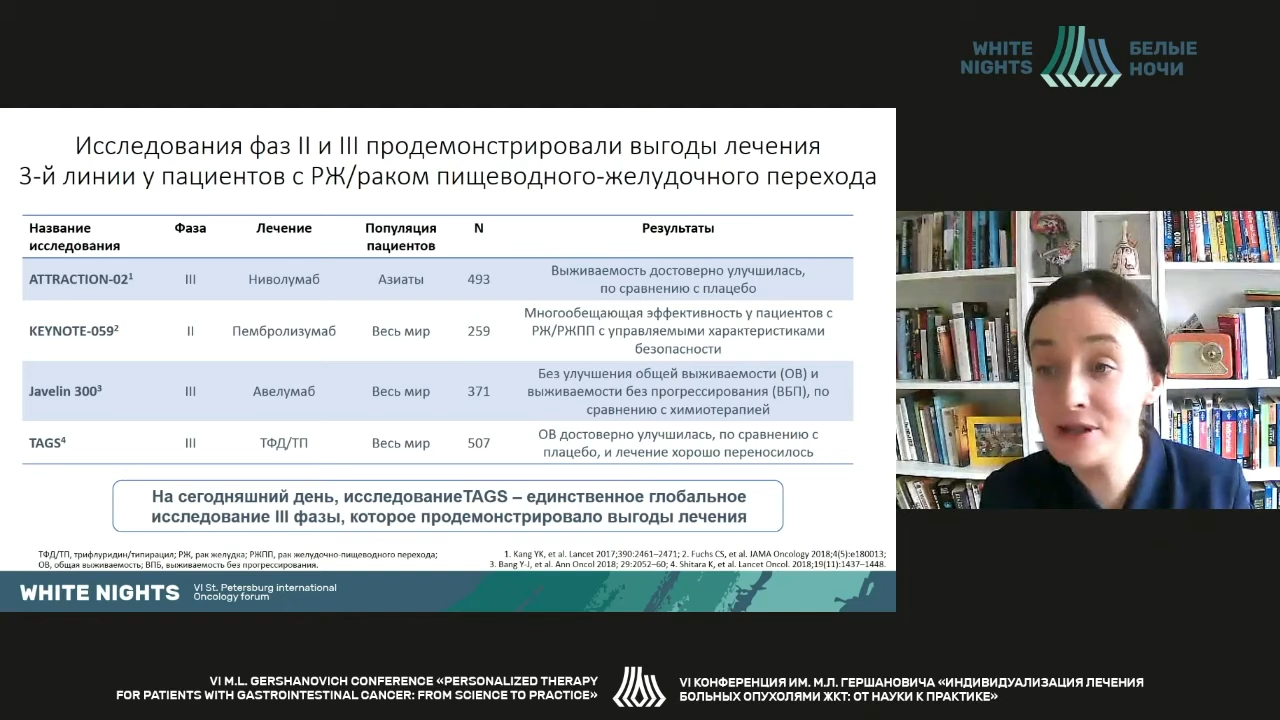 WHITE
NIGHTS
БЕЛЫЕ
НОЧИ
Исследования фаз II и III продемонстрировали выгоды лечения
3-й линии у пациентов с РЖ/раком пищеводного-желудочного перехода
Название исследования
Фаза
Лечение
Популяция пациентов
N
Результаты
ATTRACTION-02¹
III
Ниволумаб
Азиаты
493
Выживаемость достоверно улучшилась,
по сравнению с плацебо
KEYNOTE-059²
II
Пембролизумаб
Весь мир
259
Многообещающая эффективность у пациентов с
РЖ/РЖПП с управляемыми характеристиками
безопасности
Javelin 300³
III
Авелумаб
Весь мир
371
Без улучшения общей выживаемости (ОВ) и
выживаемости без прогрессирования (ВБП), по
сравнению с химиотерапией
TAGS⁴
III
ТФД/ТП
Весь мир
507
ОВ достоверно улучшилась, по сравнению с
плацебо, и лечение хорошо переносилось
На сегодняшний день, исследованиеTAGS – единственное глобальное
исследование III фазы, которое продемонстрировало выгоды лечения
ТФД/ТП, трифлуридин/типирацил; РЖ, рак желудка; РЖПП, рак желудочно-пищеводного перехода;
ОВ, общая выживаемость; ВПБ, выживаемость без прогрессирования.
1. Kang YK, et al. Lancet 2017;390:2461–2471; 2. Fuchs CS, et al. JAMA Oncology 2018;4(5):e180013;
3. Bang Y-J, et al. Ann Oncol 2018; 29:2052–60; 4. Shitara K, et al. Lancet Oncol. 2018;19(11):1437–1448.
WHITE NIGHTS
VI St. Petersburg international
Oncology forum
VI M.L. GERSHANOVICH CONFERENCE «PERSONALIZED THERAPY
FOR PATIENTS WITH GASTROINTESTINAL CANCER: FROM SCIENCE TO PRACTICE»
VI КОНФЕРЕНЦИЯ ИМ. М.Л. ГЕРШАНОВИЧА «ИНДИВИДУАЛИЗАЦИЯ ЛЕЧЕНИЯ
БОЛЬНЫХ ОПУХОЛЯМИ ЖКТ: ОТ НАУКИ К ПРАКТИКЕ»